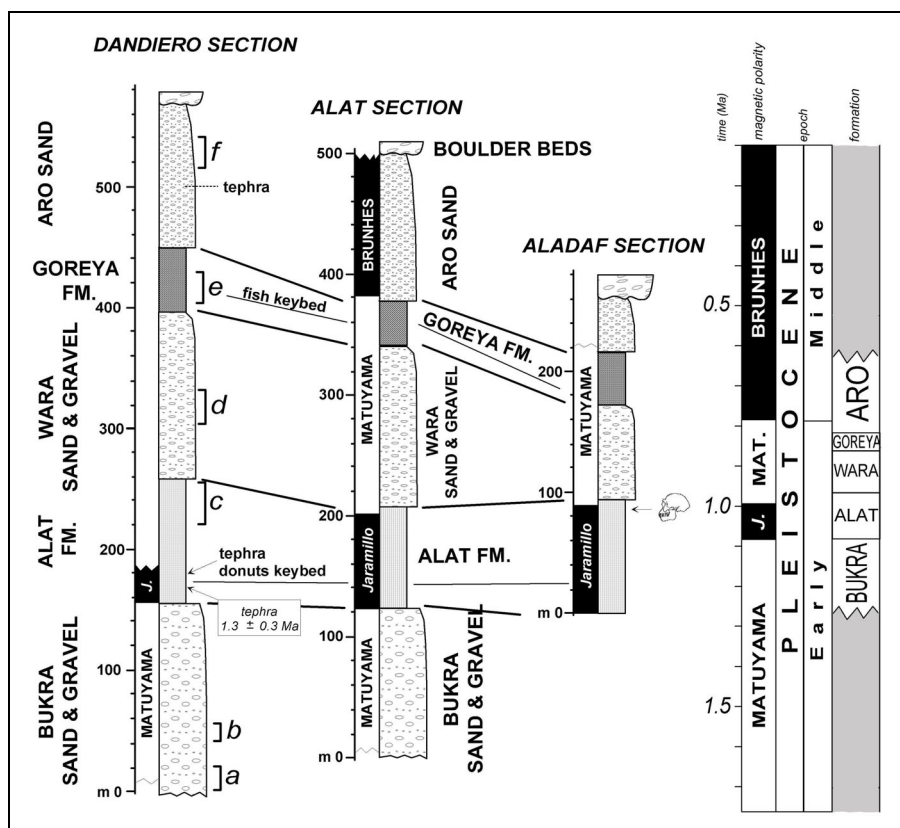 DANDIERO SECTION
ARO SAND
GOREYA
FM.
WARA
SAND & GRAVEL
ALAT
FM.
BUKRA
SAND & GRAVEL
500
400
300
200
100
m 0
J.
MATUYAMA
f
tephra
e
fish keybed
d
c
tephra
donuts keybed
tephra
1.3 ± 0.3 Ma
b
a
ALAT SECTION
500
400
300
200
100
m 0
BRUNHES
MATUYAMA
Jaramillo
MATUYAMA
BOULDER BEDS
ARO SAND
GOREYA FM.
WARA
SAND & GRAVEL
ALAT FM.
BUKRA
SAND & GRAVEL
ALADAF SECTION
200
100
m 0
MATUYAMA
Jaramillo
time (Ma)
magnetic polarity
epoch
formation
0.5
1.0
1.5
BRUNHES
MAT.
J.
MATUYAMA
PLEISTOCENE
Middle
Early
ARO
GOREYA
WARA
ALAT
BUKRA